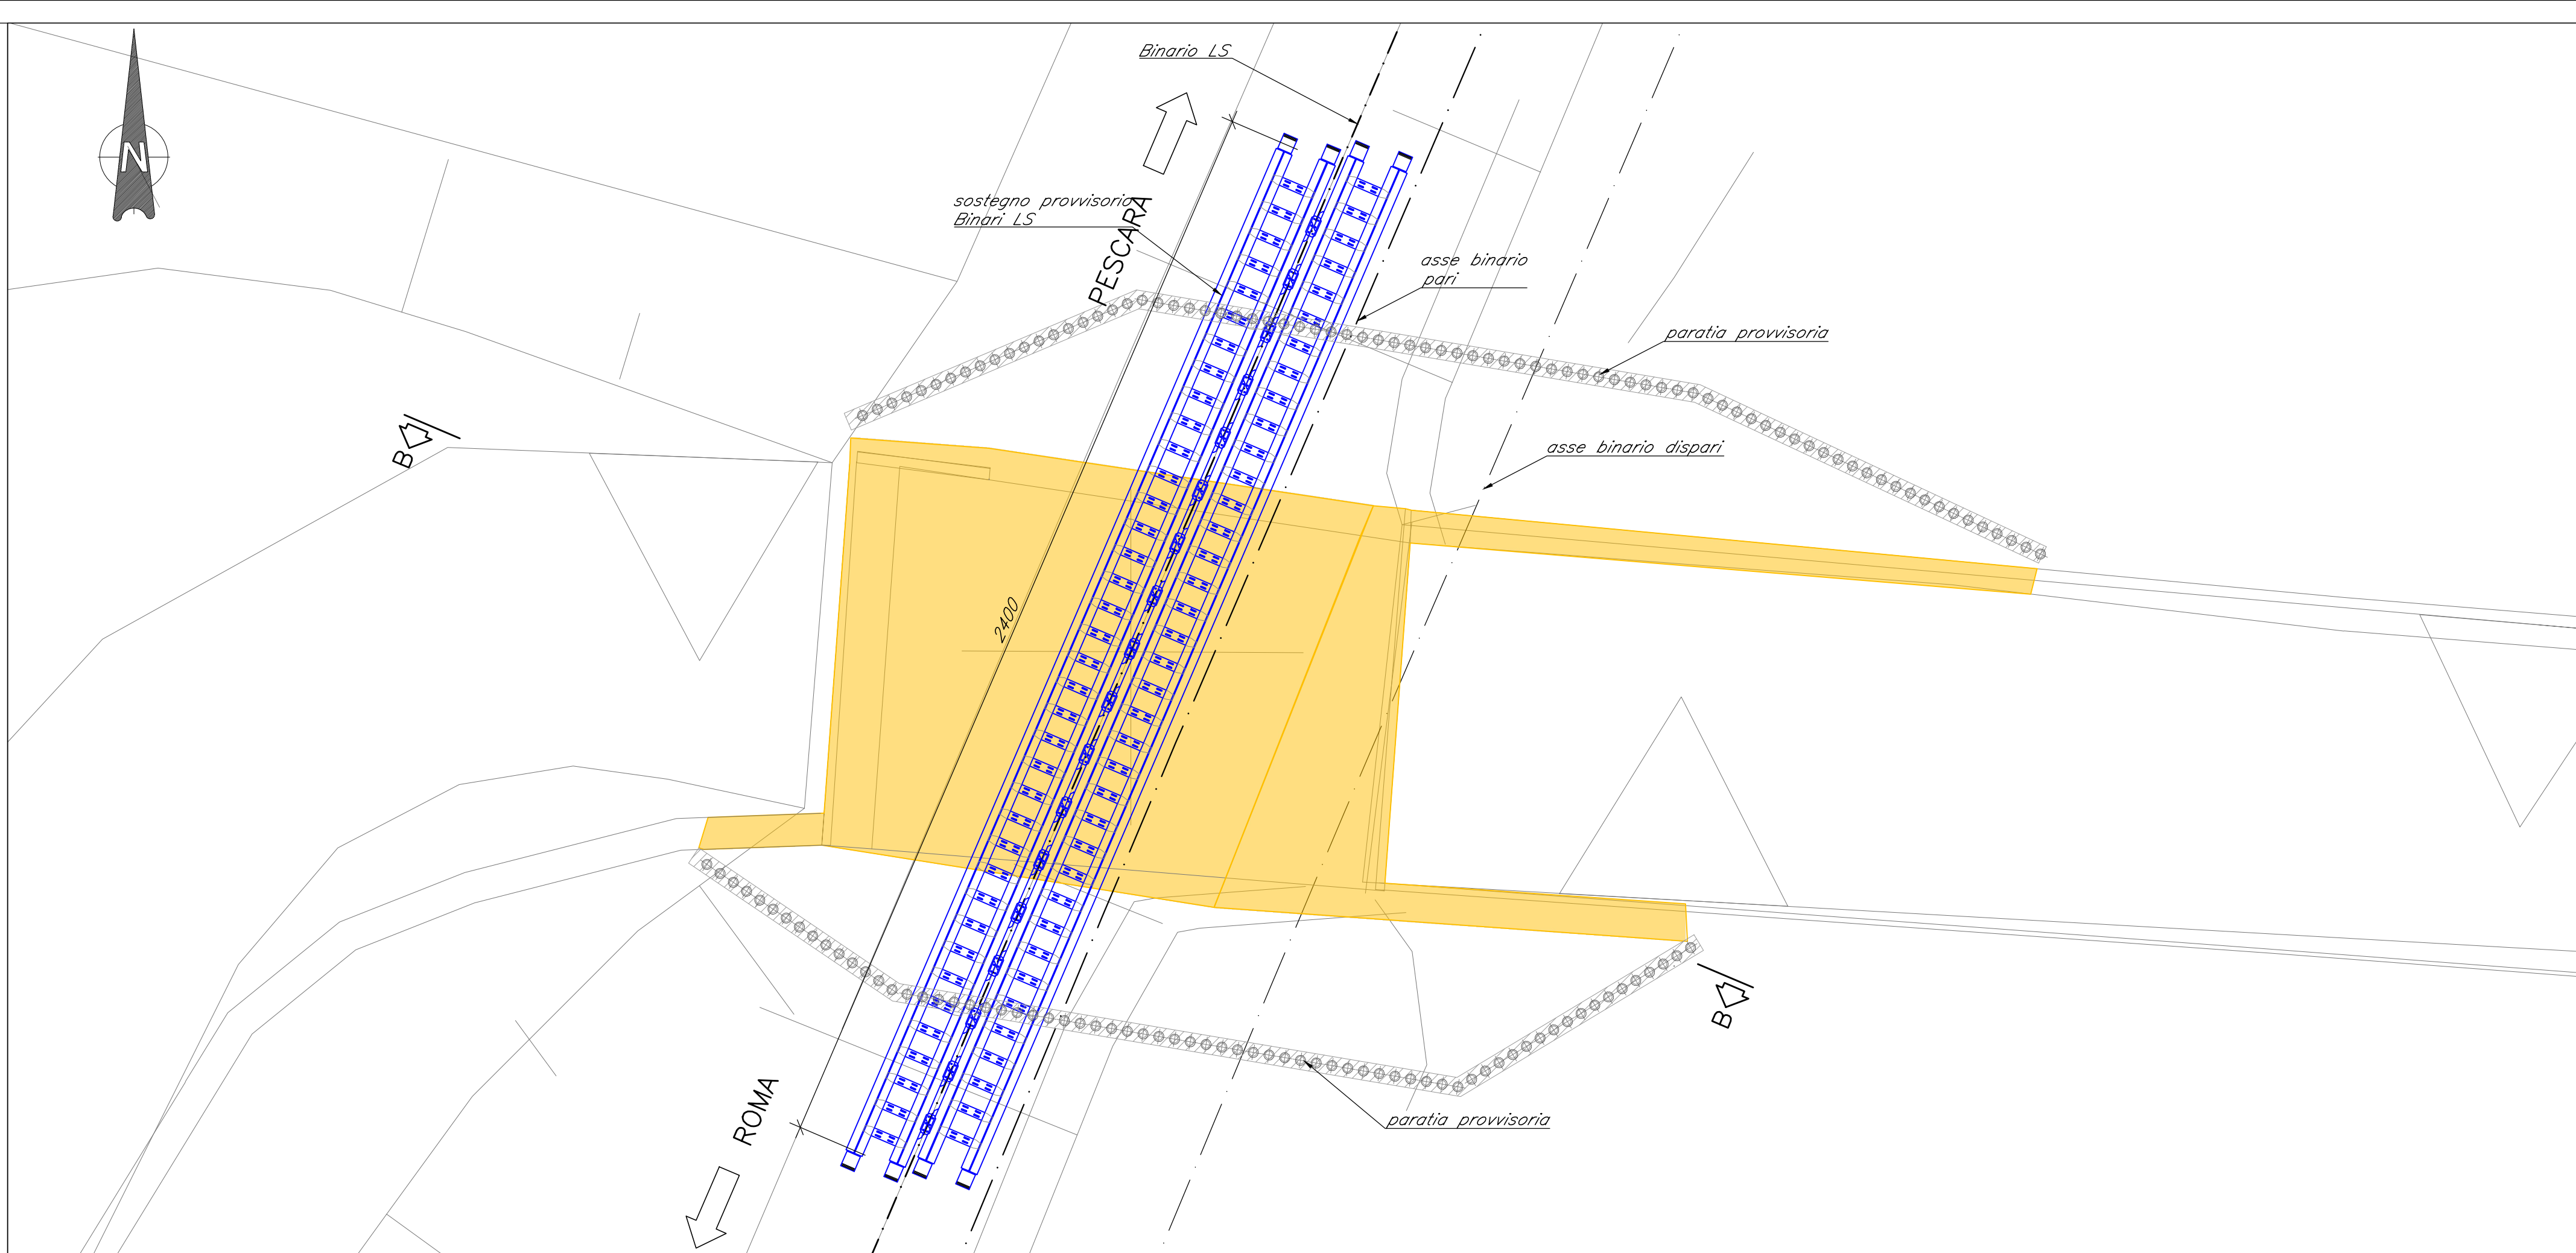 Binario LS
N
sostegno provvisorio
Binari LS
PESCARA
asse binario
pari
paratia provvisoria
B
asse binario dispari
2400
B
ROMA
paratia provvisoria